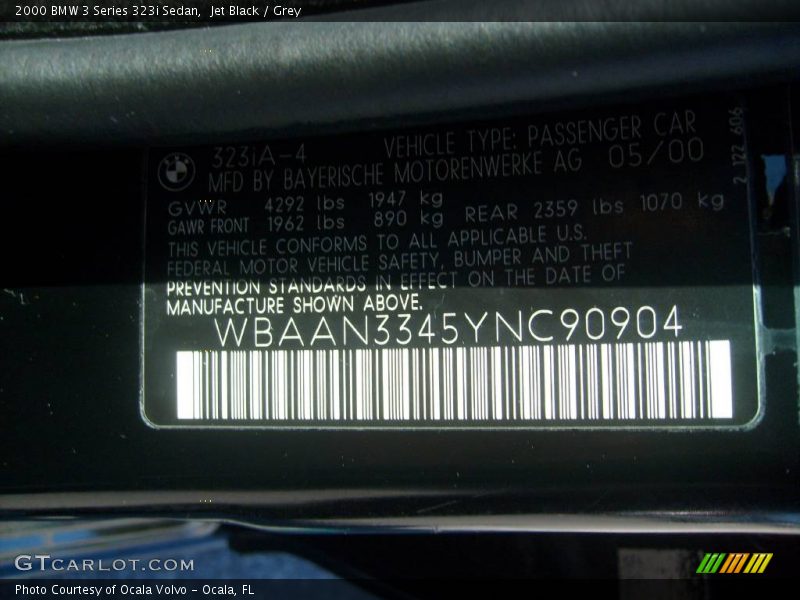 2000 BMW 3 Series 323i Sedan,  Jet Black / Grey
323iA-4 VEHICLE TYPE: PASSENGER CAR
MFD BY BAYERISCHE MOTORENWERKE AG 05/00
GVWR 4292 lbs 1947 kg
GAWR FRONT 1962 lbs 890 kg REAR 2359 lbs 1070 kg
THIS VEHICLE CONFORMS TO ALL APPLICABLE U.S.
FEDERAL MOTOR VEHICLE SAFETY, BUMPER AND THEFT
PREVENTION STANDARDS IN EFFECT ON THE DATE OF
MANUFACTURE SHOWN ABOVE.
WBAAN3345YNC90904
2 122 606
GTCARLOT.COM
Photo Courtesy of Ocala Volvo - Ocala, FL